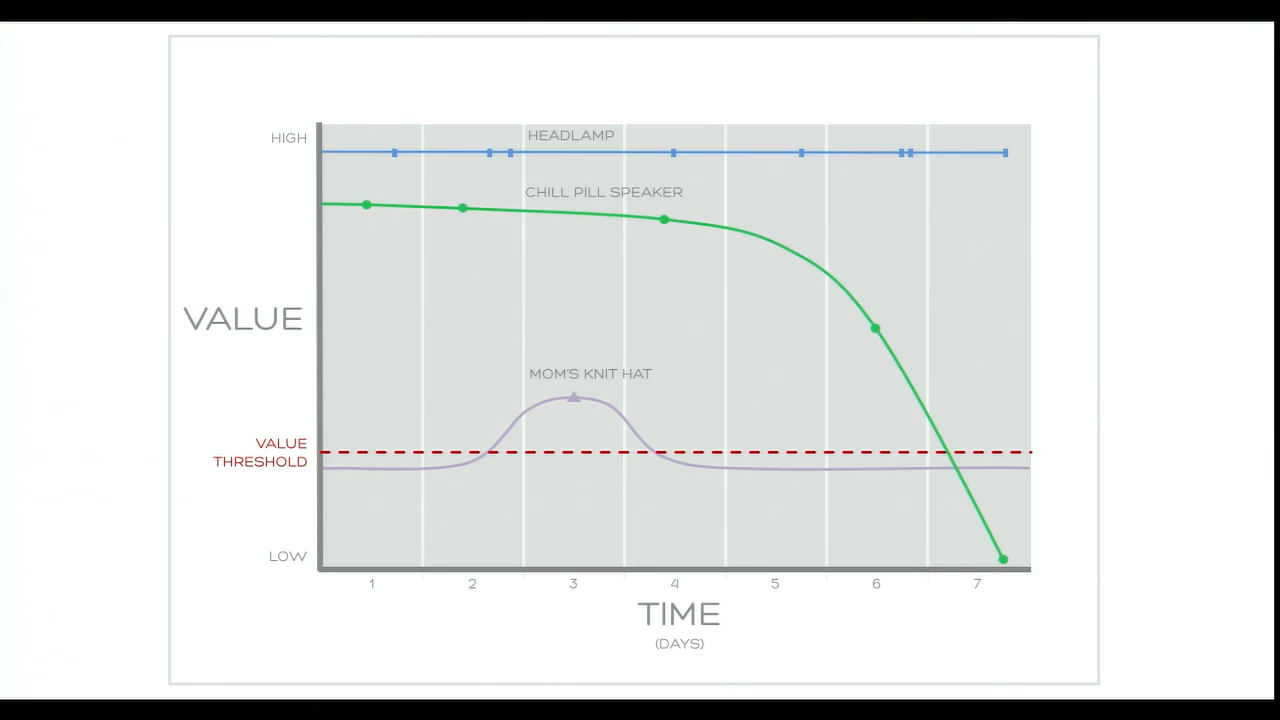 HIGH
HEADLAMP
CHILL PILL SPEAKER
VALUE
MOM'S KNIT HAT
VALUE
THRESHOLD
LOW
1 2 3 4 5 6 7
TIME
(DAYS)